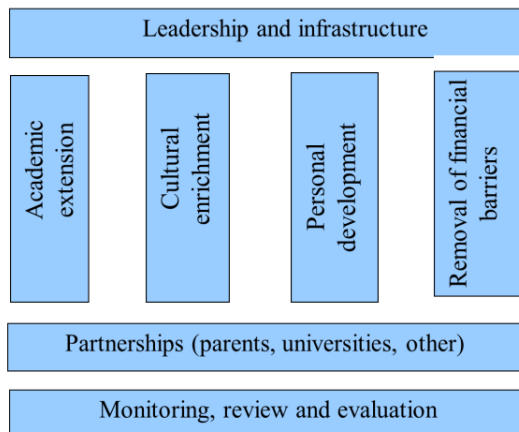 Leadership and infrastructure
Academic
extension
Cultural
enrichment
Personal
development
Removal of financial
barriers
Partnerships (parents, universities, other)
Monitoring, review and evaluation